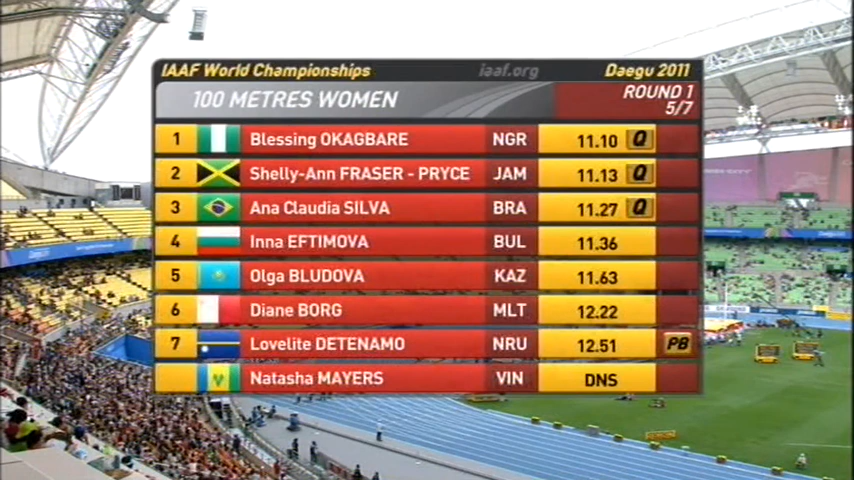 IAAF World Championships iaaf.org Daegu 2011
100 METRES WOMEN ROUND 1
5/7
1 Blessing OKAGBARE NGR 11.10 Q
2 Shelly-Ann FRASER - PRYCE JAM 11.13 Q
3 Ana Claudia SILVA BRA 11.27 Q
4 Inna EFTIMOVA BUL 11.36
5 Olga BLUDOVA KAZ 11.63
6 Diane BORG MLT 12.22
7 Lovelite DETENAMO NRU 12.51 PB
Natasha MAYERS VIN DNS